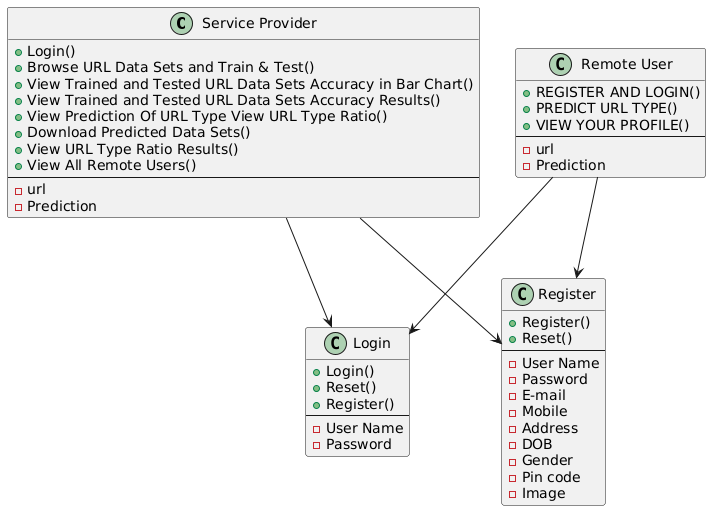 C Service Provider
Login()
Browse URL Data Sets and Train & Test()
View Trained and Tested URL Data Sets Accuracy in Bar Chart()
View Trained and Tested URL Data Sets Accuracy Results()
View Prediction Of URL Type View URL Type Ratio()
Download Predicted Data Sets()
View URL Type Ratio Results()
View All Remote Users()
url
Prediction
C Remote User
REGISTER AND LOGIN()
PREDICT URL TYPE()
VIEW YOUR PROFILE()
url
Prediction
C Login
Login()
Reset()
Register()
User Name
Password
C Register
Register()
Reset()
User Name
Password
E-mail
Mobile
Address
DOB
Gender
Pin code
Image